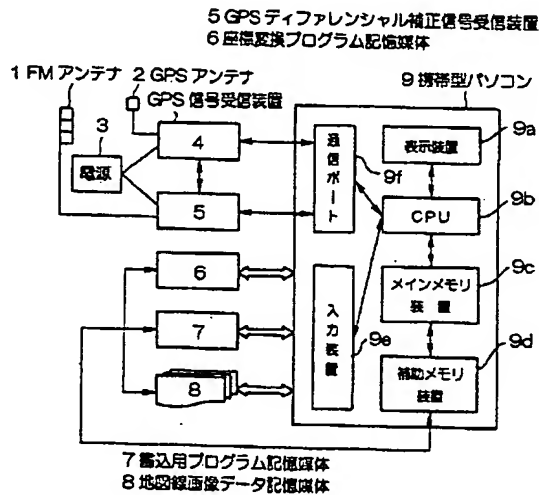 5 GPS ディファレンシャル補正信号受信装置
6 座標変換プログラム記憶媒体
1 FM アンテナ
2 GPS アンテナ
9 携帯型パソコン
GPS 信号受信装置
3
電源
4
5
6
7
8
通信ポート
9f
入力装置
9e
表示装置
9a
CPU
9b
メインメモリ
装置
9c
補助メモリ
装置
9d
7 書込用プログラム記憶媒体
8 地図線画像データ記憶媒体